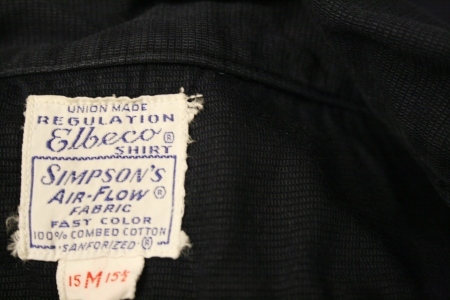 UNION MADE
REGULATION
Elbeco ®
SHIRT
SIMPSON'S
AIR-FLOW ®
FABRIC
FAST COLOR
100% COMBED COTTON
"SANFORIZED" ®
15 M 15½